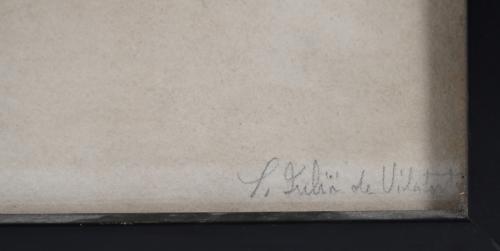 S. Julià de Vilatort